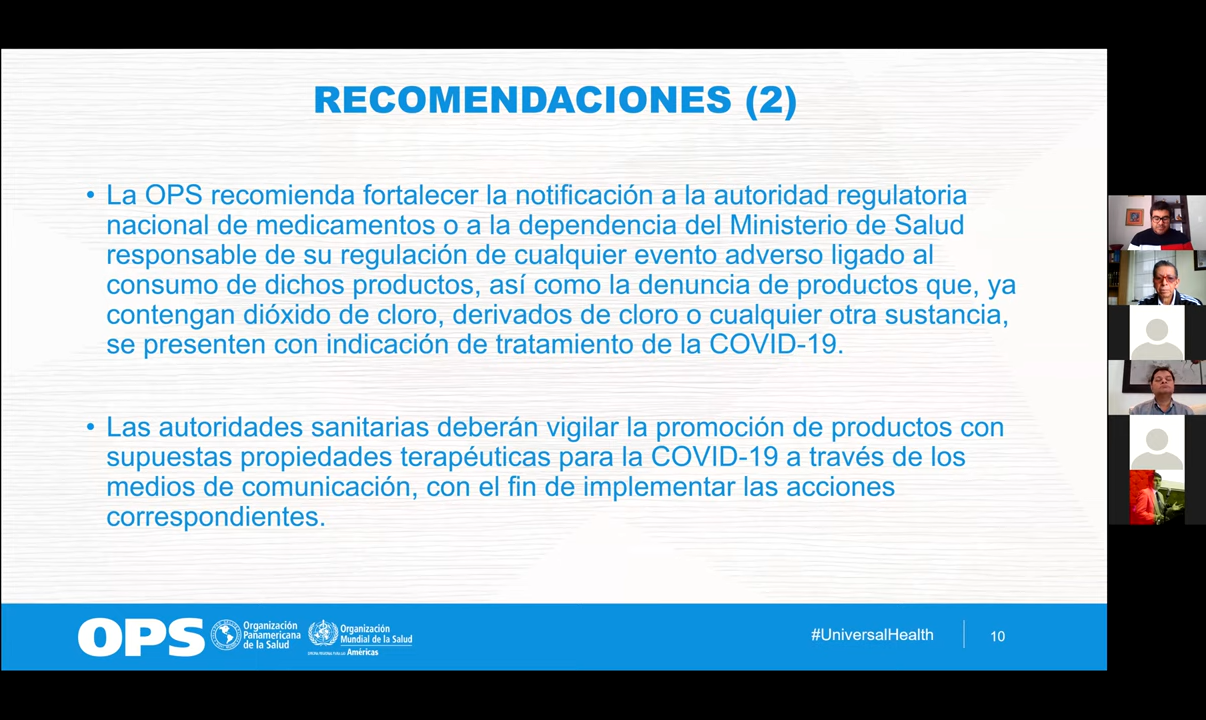 RECOMENDACIONES (2)
• La OPS recomienda fortalecer la notificación a la autoridad regulatoria
nacional de medicamentos o a la dependencia del Ministerio de Salud
responsable de su regulación de cualquier evento adverso ligado al
consumo de dichos productos, así como la denuncia de productos que, ya
contengan dióxido de cloro, derivados de cloro o cualquier otra sustancia,
se presenten con indicación de tratamiento de la COVID-19.
• Las autoridades sanitarias deberán vigilar la promoción de productos con
supuestas propiedades terapéuticas para la COVID-19 a través de los
medios de comunicación, con el fin de implementar las acciones
correspondientes.
OPS
Organización
Panamericana
de la Salud
Organización
Mundial de la Salud
Américas
#UniversalHealth
10